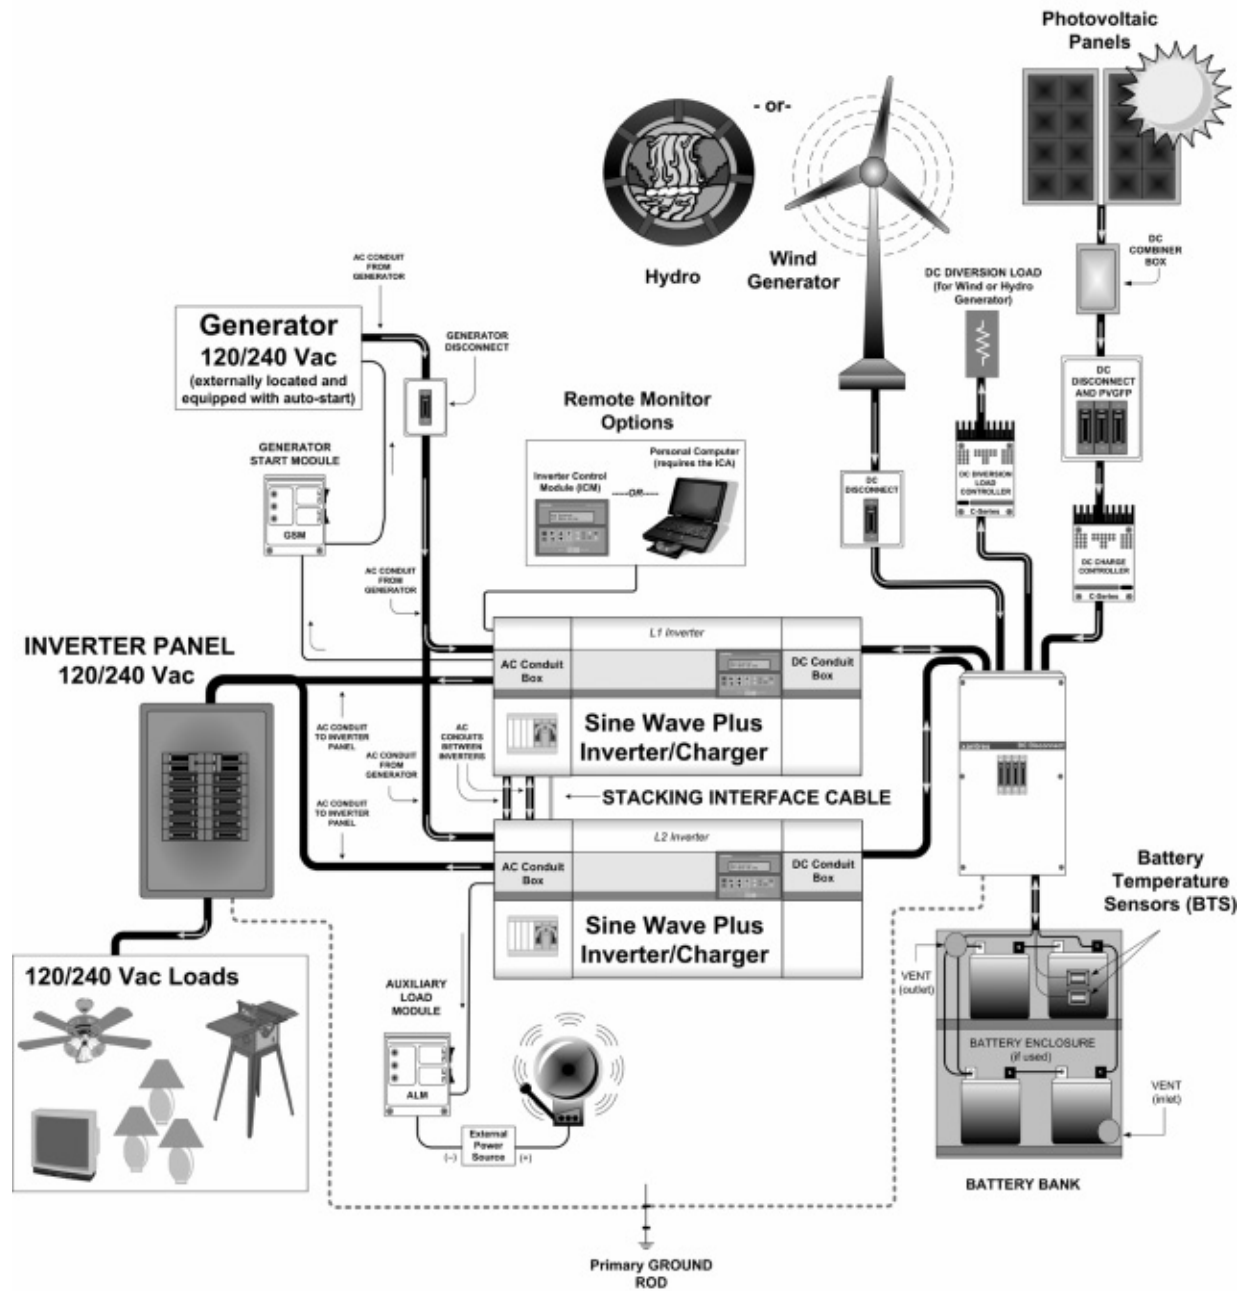 Photovoltaic
Panels
- or-
Hydro
Wind
Generator
DC
COMBINER
BOX
DC DIVERSION LOAD
(for Wind or Hydro
Generator)
AC CONDUIT
FROM
GENERATOR
Generator
120/240 Vac
(externally located and
equipped with auto-start)
GENERATOR
DISCONNECT
DC
DISCONNECT
AND PVGFP
Remote Monitor
Options
Inverter Control
Module (ICM)
-----OR-----
Personal Computer
(requires the ICA)
GENERATOR
START MODULE
GSM
DC
DISCONNECT
DC DIVERSION
LOAD
CONTROLLER
C-Series
DC CHARGE
CONTROLLER
C-Series
AC CONDUIT
FROM
GENERATOR
INVERTER PANEL
120/240 Vac
L1 Inverter
AC Conduit
Box
DC Conduit
Box
Sine Wave Plus
Inverter/Charger
AC CONDUIT
TO INVERTER
PANEL
AC CONDUIT
FROM
GENERATOR
AC
CONDUITS
BETWEEN
INVERTERS
DC Disconnect
STACKING INTERFACE CABLE
AC CONDUIT
TO INVERTER
PANEL
L2 Inverter
AC Conduit
Box
DC Conduit
Box
Sine Wave Plus
Inverter/Charger
Battery
Temperature
Sensors (BTS)
VENT
(outlet)
BATTERY ENCLOSURE
(if used)
VENT
(inlet)
BATTERY BANK
120/240 Vac Loads
AUXILIARY
LOAD
MODULE
ALM
External
Power
Source
(–)
(+)
Primary GROUND
ROD